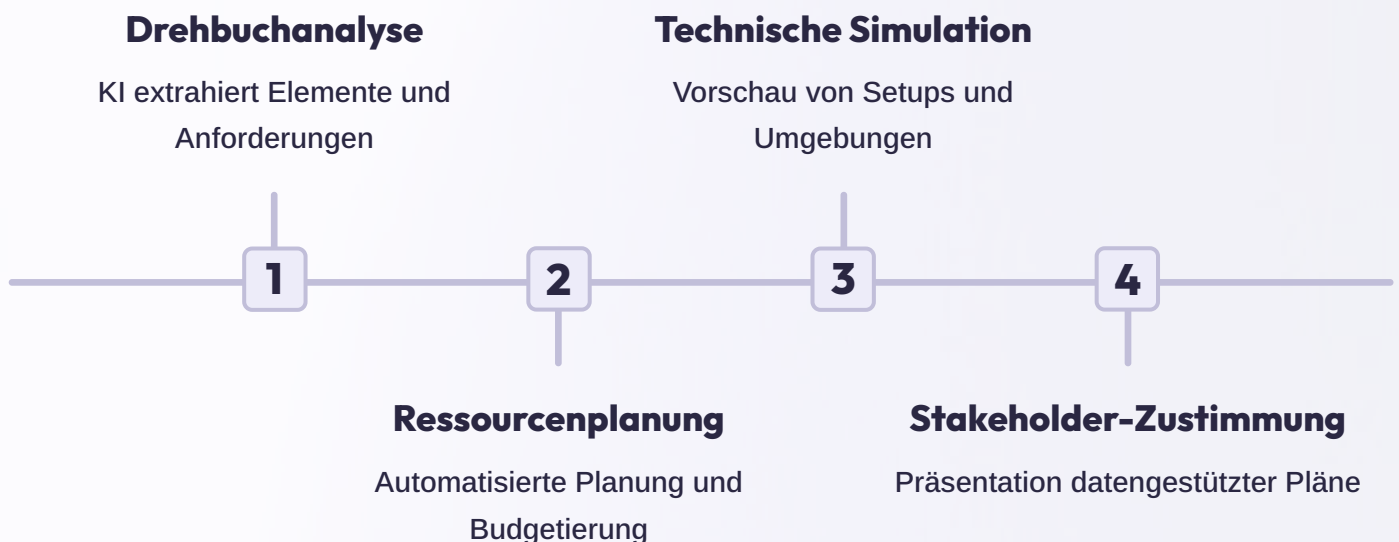 Drehbuchanalyse
KI extrahiert Elemente und
Anforderungen
Technische Simulation
Vorschau von Setups und
Umgebungen
1
2
3
4
Ressourcenplanung
Automatisierte Planung und
Budgetierung
Stakeholder-Zustimmung
Präsentation datengestützter Pläne